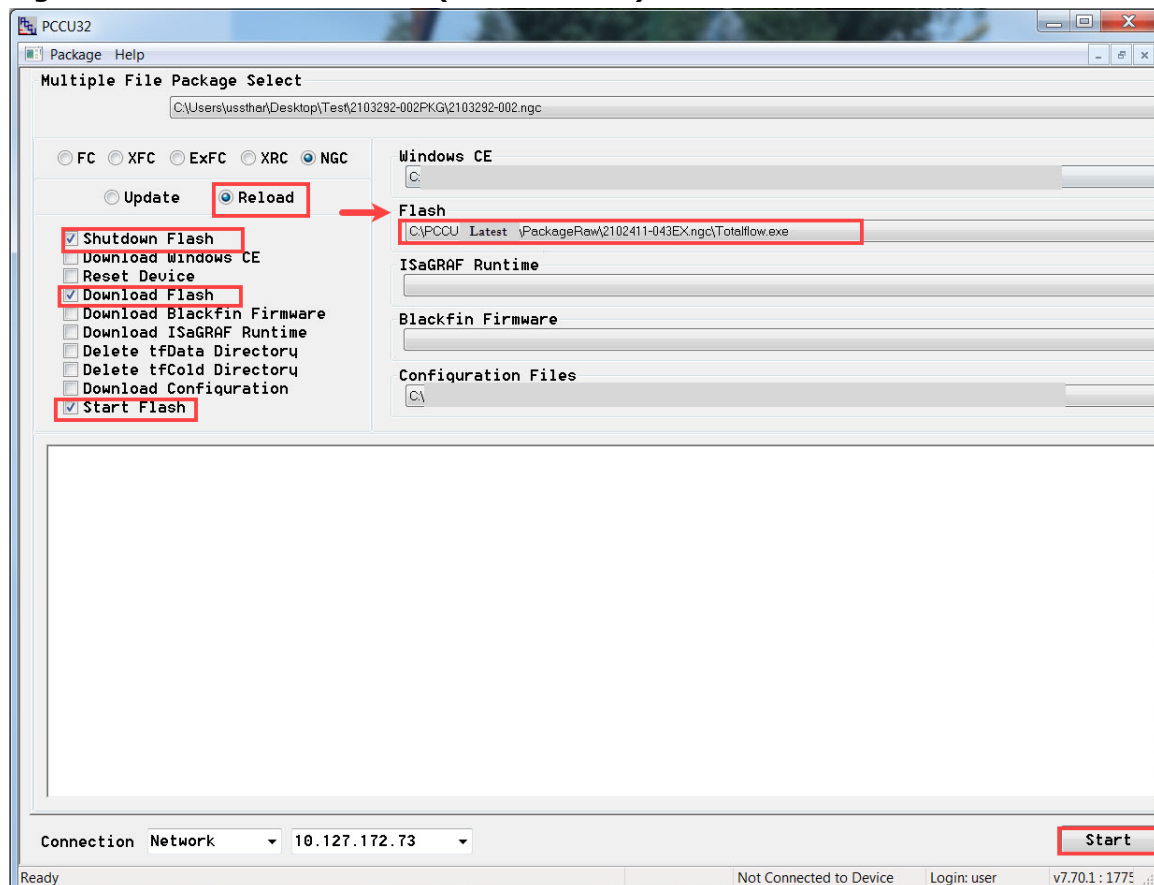 PCCU32
Package Help
Multiple File Package Select
C:\Users\ussthar\Desktop\Test\2103292-002PKG\2103292-002.ngc
FC XFC ExFC XRC NGC
Update Reload
Shutdown Flash
Download Windows CE
Reset Device
Download Flash
Download Blackfin Firmware
Download ISaGRAF Runtime
Delete tfData Directory
Delete tfCold Directory
Download Configuration
Start Flash
Windows CE
C:
Flash
C:\PCCU Latest \PackageRaw\2102411-043EX.ngc\Totalflow.exe
ISaGRAF Runtime
Blackfin Firmware
Configuration Files
C:\
Connection Network 10.127.172.73 Start
Ready Not Connected to Device Login: user v7.70.1 : 1775